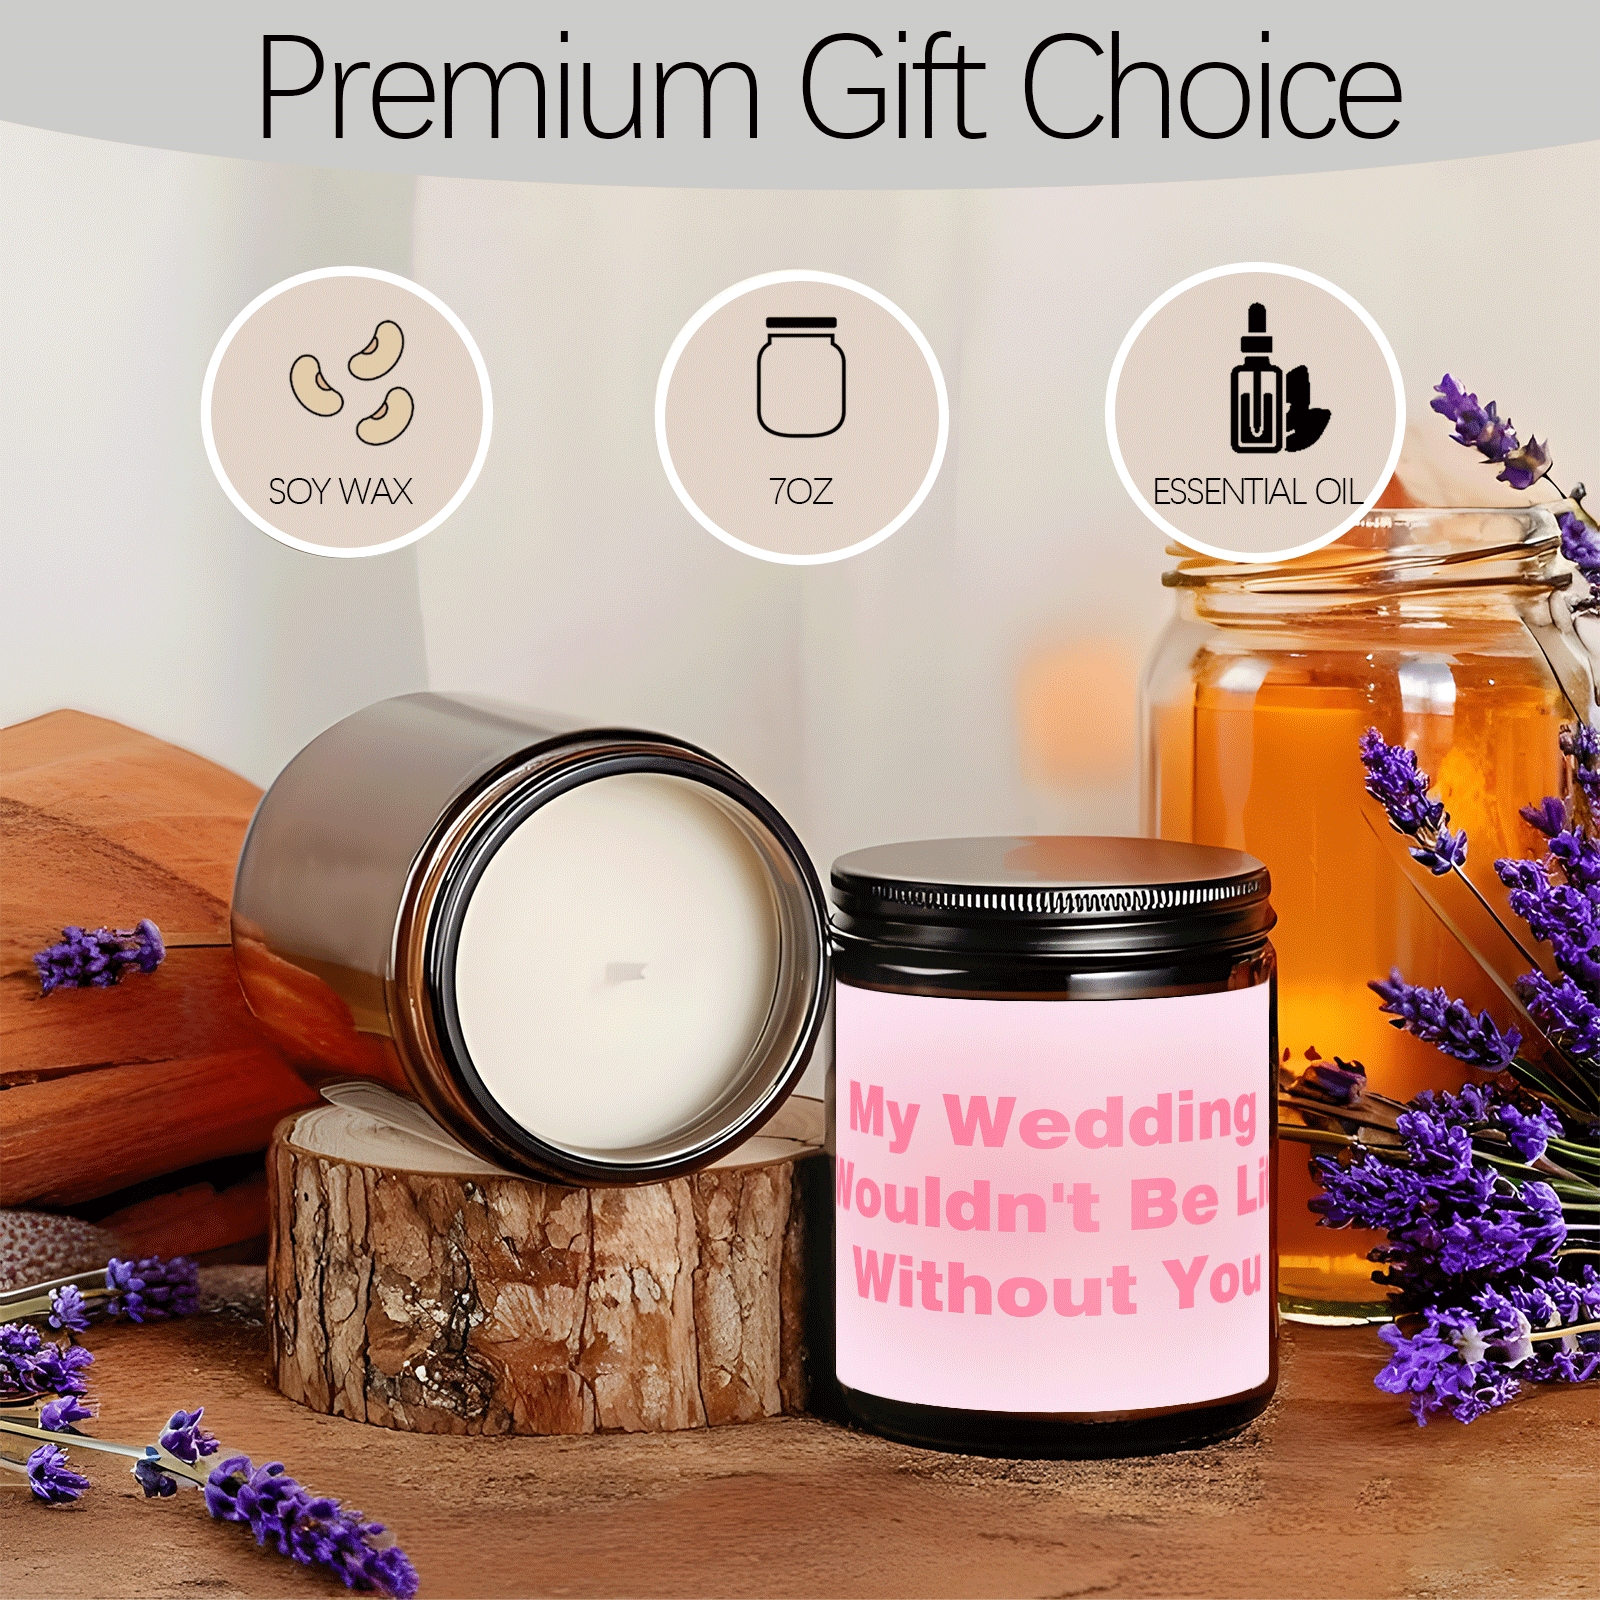 Premium Gift Choice
SOY WAX
7OZ
ESSENTIAL OIL
My Wedding
Wouldn't Be
Without You